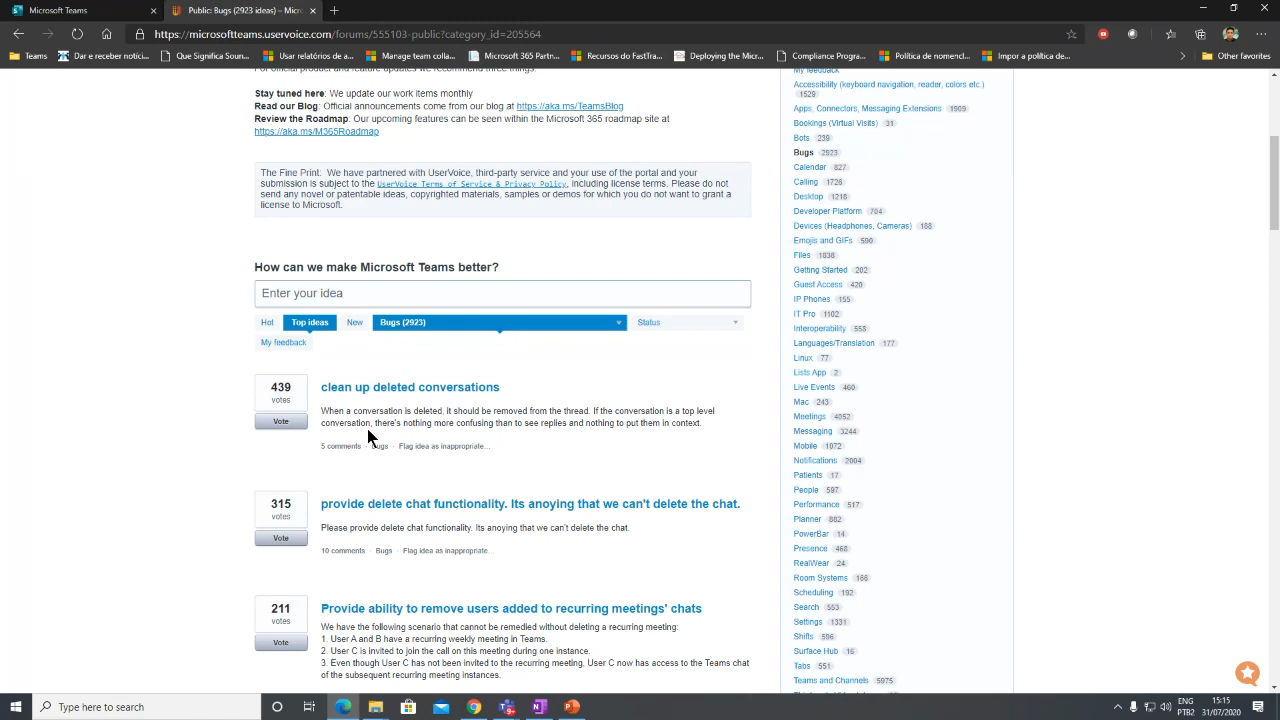 Microsoft Teams
Public Bugs (2923 ideas) – Micros
https://microsoftteams.uservoice.com/forums/555103-public?category_id=205564
Teams
Dar e receber notíci...
Que Significa Soun...
Usar relatórios de a...
Manage team colla...
Microsoft 365 Partn...
Recursos do FastTra...
Deploying the Micr...
Compliance Progra...
Política de nomencl...
Impor a política de...
Other favorites
For official product and feature updates we recommend three things:
Stay tuned here: We update our work items monthly
Read our Blog: Official annoncements come from our blog at https://aka.ms/TeamsBlog
Review the Roadmap: Our upcoming features can be seen within the Microsoft 365 roadmap site at
https://aka.ms/M365Roadmap
The Fine Print: We have partnered with UserVoice, third-party service and your use of the portal and your
submission is subject the UserVoice Terms of Service & Privacy Policy, including license terms. Please do not
send any novel or patentable ideas, copyrighted materials, samples or demos for which you do not want to grant a
license to Microsoft.
How can we make Microsoft Teams better?
Enter your idea
Hot
Top ideas
New
Bugs (2923)
Status
My feedback
439
votes
Vote
clean up deleted conversations
When a conversation is deleted, it should be removed from the thread. If the conversation is a top level
conversation, there's nothing more confusing than to see replies and nothing to put them in context.
5 comments · Bugs · Flag idea as inappropriate...
315
votes
Vote
provide delete chat functionality. Its anoying that we can't delete the chat.
Please provide delete chat functionality. Its anoying that we can't delete the chat.
10 comments · Bugs · Flag idea as inappropriate...
211
votes
Vote
Provide ability to remove users added to recurring meetings' chats
We have the following scenario that cannot be remedied without deleting a recurring meeting:
1. User A and B have a recurring weekly meeting in Teams.
2. User C is invited to join the call on this meeting during one instance.
3. Even though User C has not been invited to the recurring meeting, User C now has access to the Teams chat
of the subsequent recurring meeting instances.
My feedback
Accessibility (keyboard navigation, reader, colors etc.)
1529
Apps, Connectors, Messaging Extensions 1909
Bookings (Virtual Visits) 31
Bots 239
Bugs 2923
Calendar 827
Calling 1726
Desktop 1218
Developer Platform 794
Devices (Headphones, Cameras) 188
Emojis and GIFs 590
Files 1838
Getting Started 202
Guest Access 420
IP Phones 155
IT Pro 1102
Interoperability 558
Languages/Translation 177
Linux 77
Lists App 2
Live Events 460
Mac 243
Meetings 4052
Messaging 3244
Mobile 1072
Notifications 2004
Patients 17
People 597
Performance 517
Planner 882
PowerBar 14
Presence 468
RealWear 24
Room Systems 166
Scheduling 192
Search 553
Settings 1331
Shifts 596
Surface Hub 16
Tabs 551
Teams and Channels 5975
Type here to search
ENG
PTB2
15:15
31/07/2020